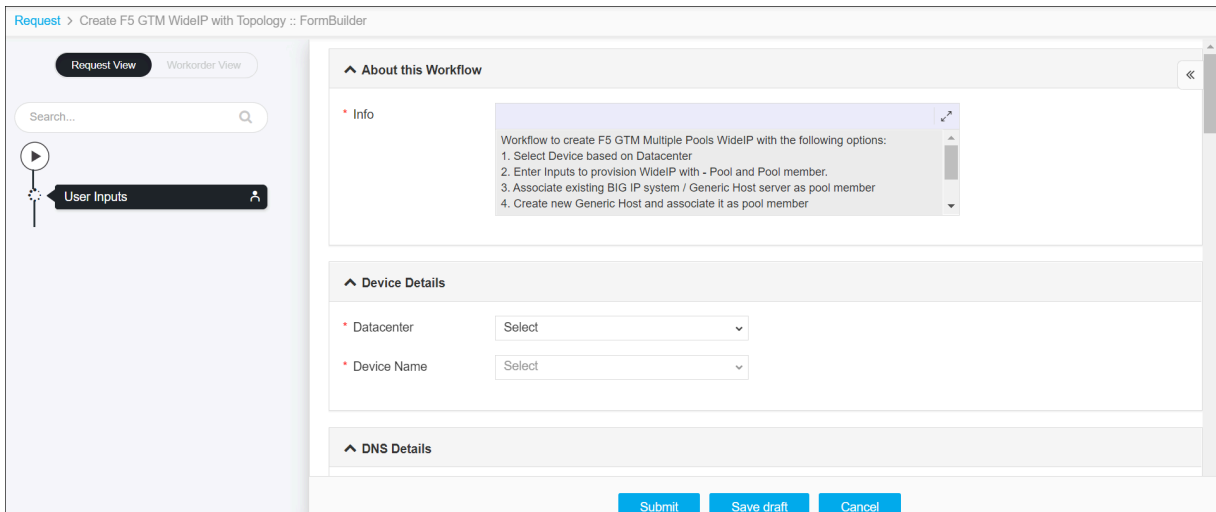 Request > Create F5 GTM WideIP with Topology :: FormBuilder
Request View
Workorder View
Search...
User Inputs
About this Workflow
* Info
Workflow to create F5 GTM Multiple Pools WideIP with the following options:
1. Select Device based on Datacenter
2. Enter Inputs to provision WideIP with - Pool and Pool member.
3. Associate existing BIG IP system / Generic Host server as pool member
4. Create new Generic Host and associate it as pool member
Device Details
* Datacenter
Select
* Device Name
Select
DNS Details
Submit
Save draft
Cancel